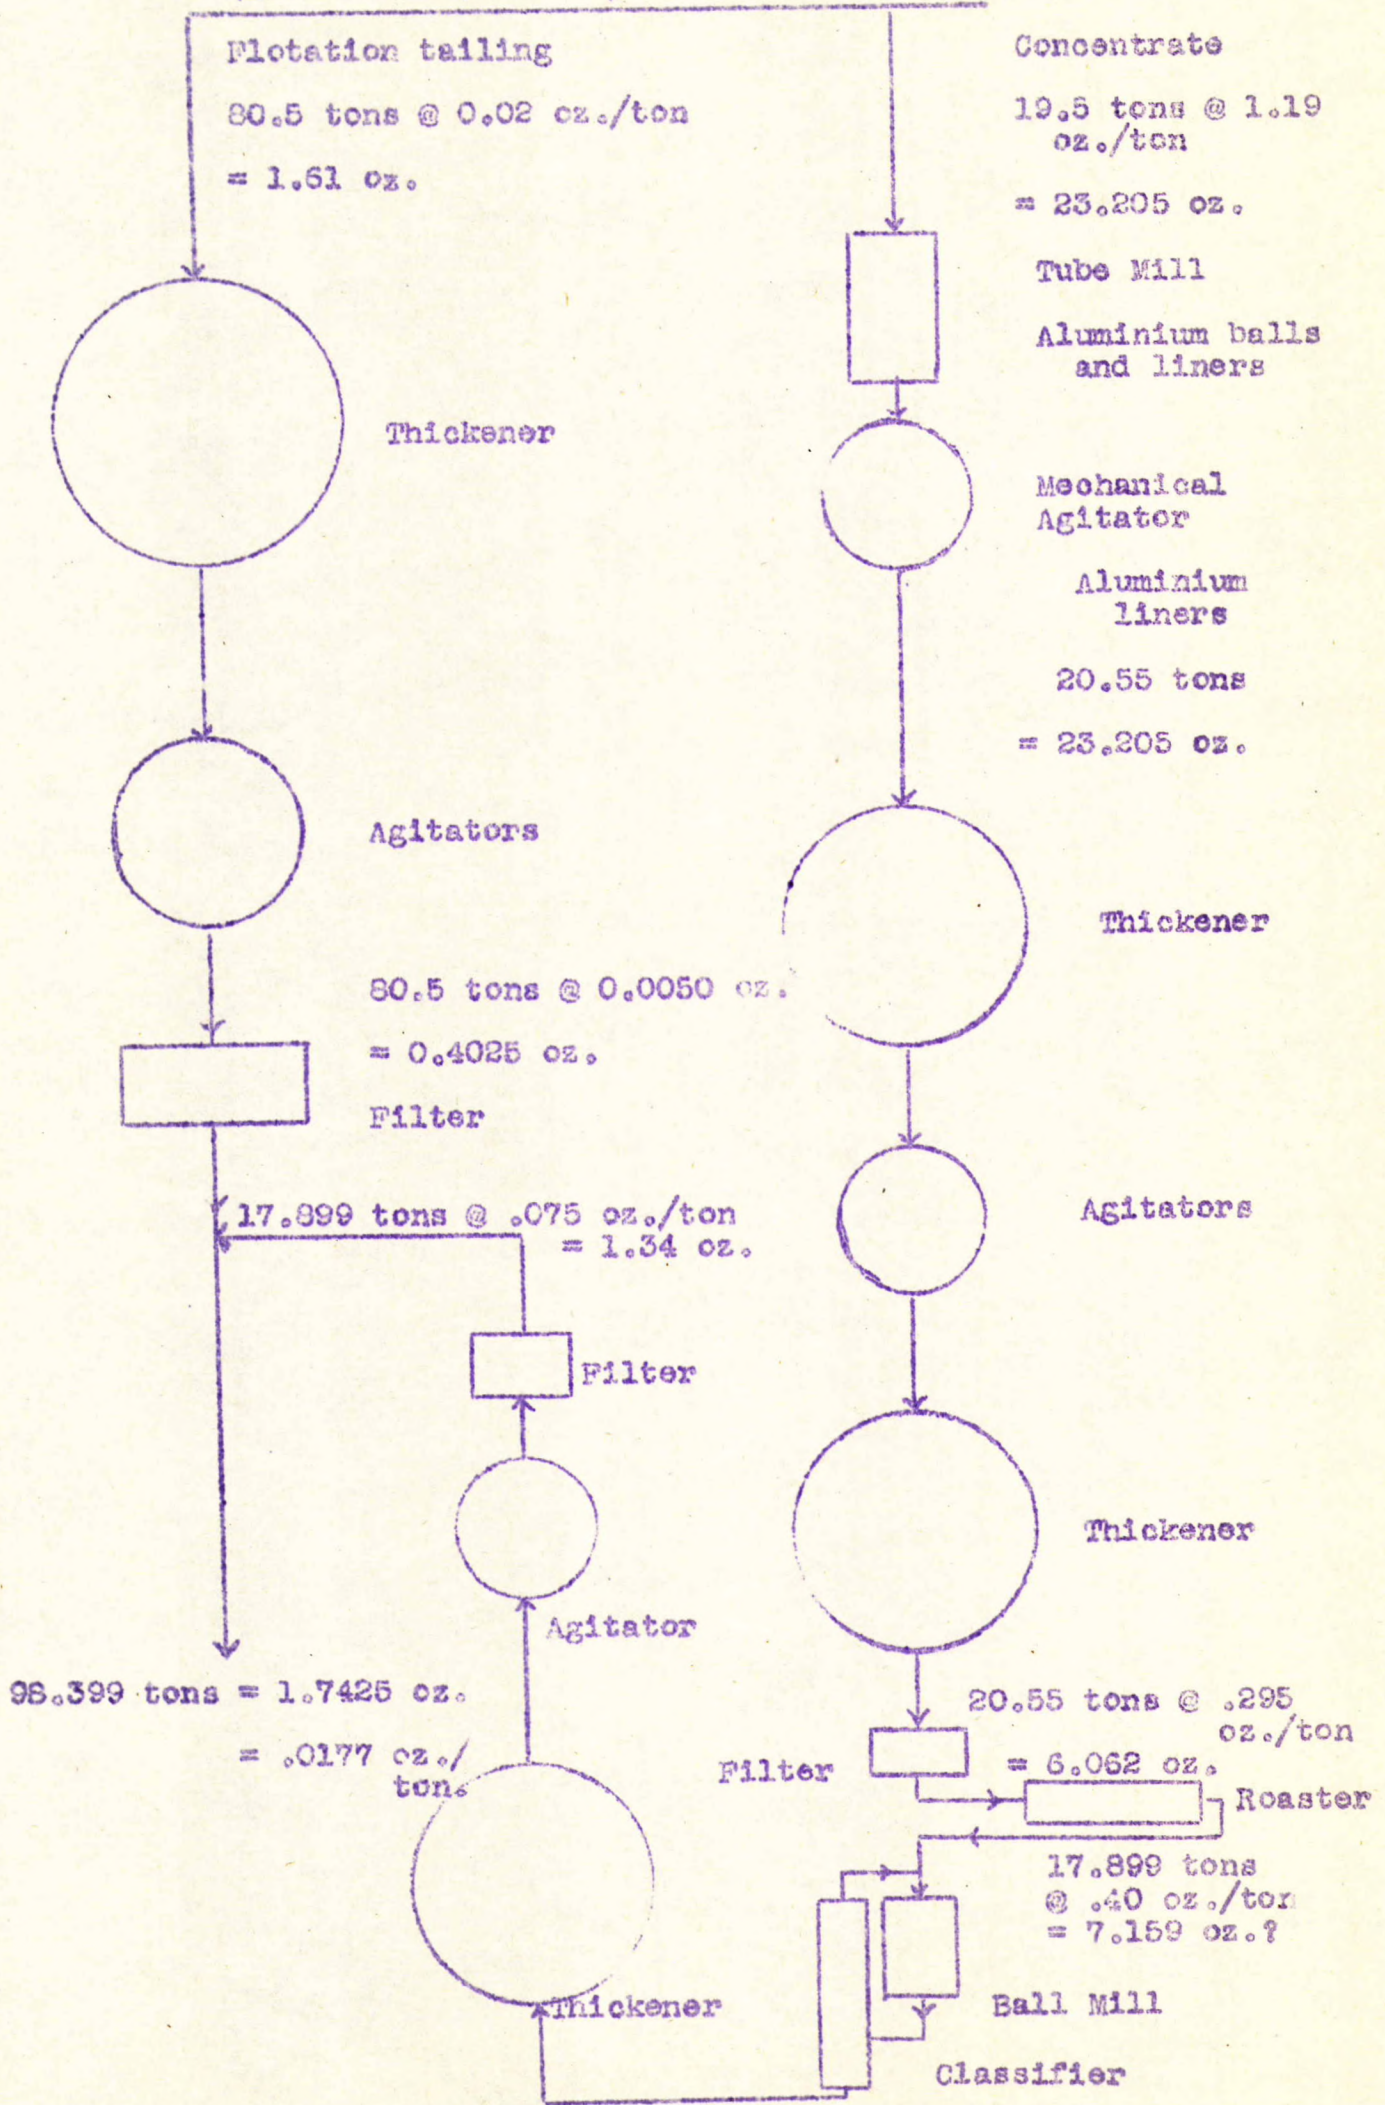 Flotation tailing
80.5 tons @ 0.02 oz./ton
= 1.61 oz.
Concentrate
19.5 tons @ 1.19
oz./ton
= 23.205 oz.
Tube Mill
Aluminium balls
and liners
Thickener
Mechanical
Agitator
Aluminium
liners
20.55 tons
= 23.205 oz.
Agitators
Thickener
80.5 tons @ 0.0050 oz.
= 0.4025 oz.
Filter
17.899 tons @ .075 oz./ton
= 1.34 oz.
Agitators
Filter
Thickener
Agitator
98.399 tons = 1.7425 oz.
= .0177 oz./
ton.
20.55 tons @ .295
oz./ton
= 6.062 oz.
Filter
Roaster
17.899 tons
@ .40 oz./ton
= 7.159 oz.?
Thickener
Ball Mill
Classifier